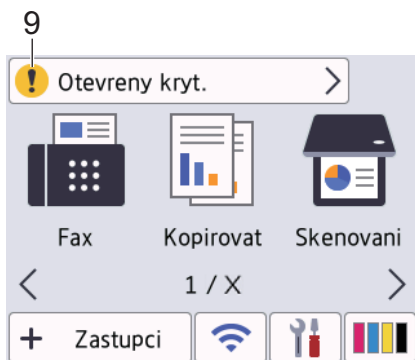 9
! Otevreny kryt. >
Fax Kopirovat Skenovani
< 1 / X >
+ Zastupci